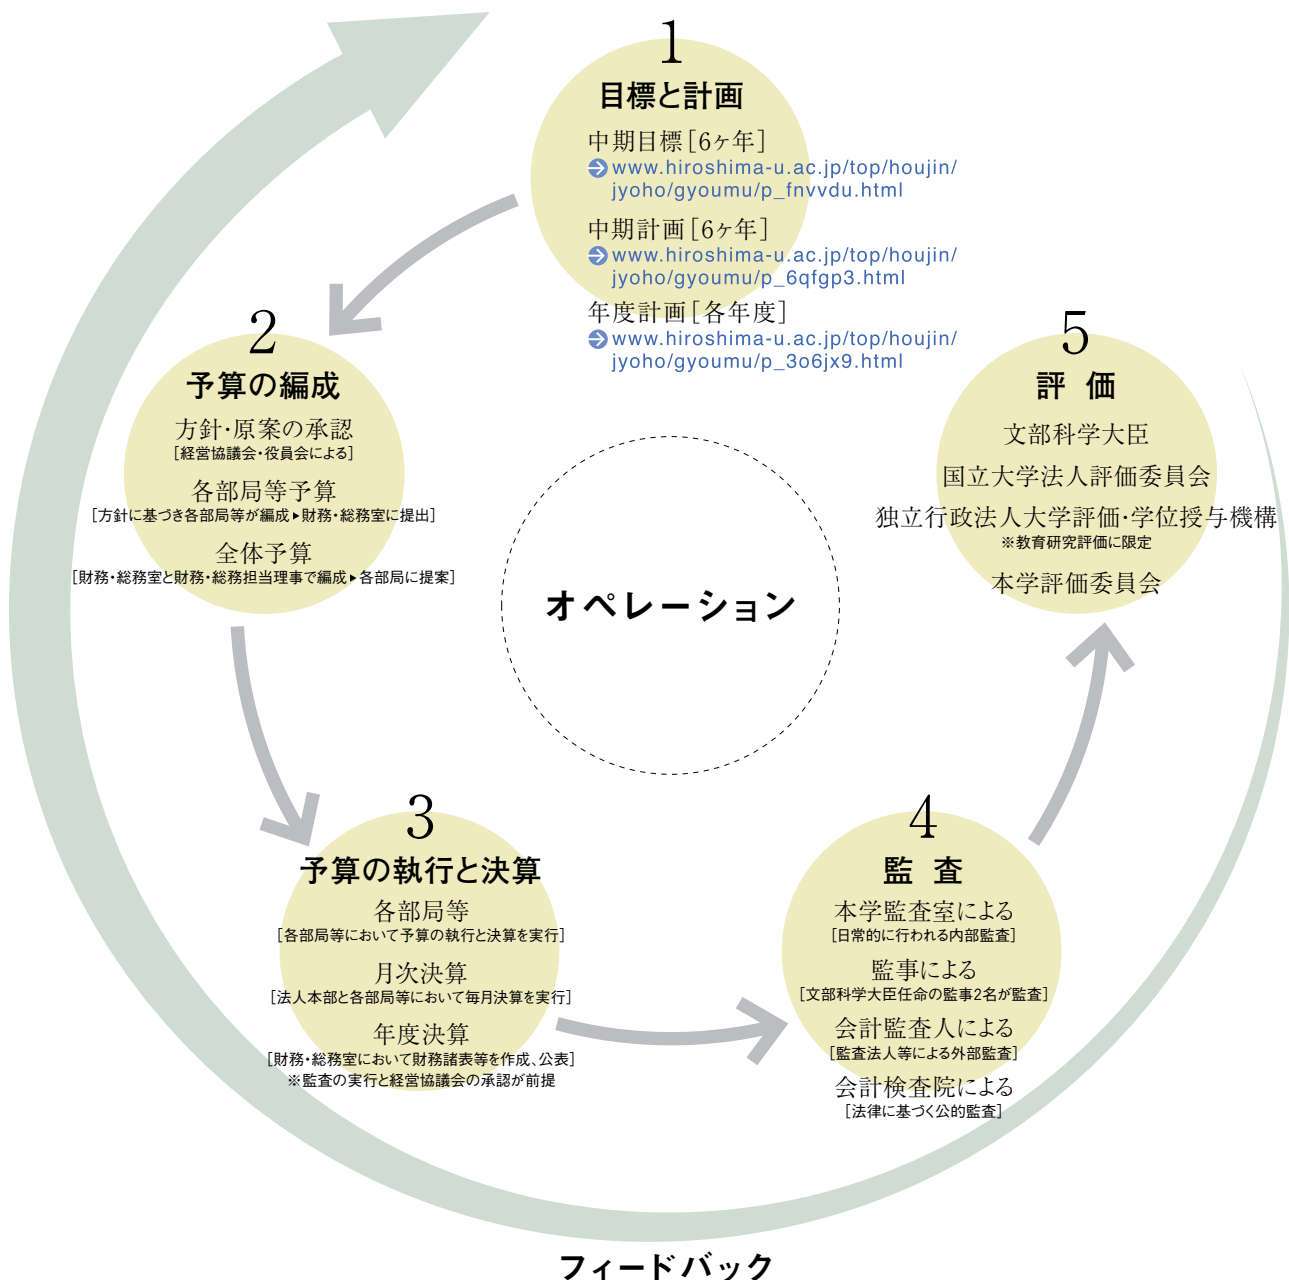 1
目標と計画
中期目標[6ヶ年]
www.hiroshima-u.ac.jp/top/houjin/
jyoho/gyoumu/p_fnvvdu.html
中期計画[6ヶ年]
www.hiroshima-u.ac.jp/top/houjin/
jyoho/gyoumu/p_6qfgp3.html
年度計画[各年度]
www.hiroshima-u.ac.jp/top/houjin/
jyoho/gyoumu/p_3o6jx9.html
2
予算の編成
方針・原案の承認
[経営協議会・役員会による]
各部局等予算
[方針に基づき各部局等が編成▶財務・総務室に提出]
全体予算
[財務・総務室と財務・総務担当理事で編成▶各部局に提案]
3
予算の執行と決算
各部局等
[各部局等において予算の執行と決算を実行]
月次決算
[法人本部と各部局等において毎月決算を実行]
年度決算
[財務・総務室において財務諸表等を作成、公表]
※監査の実行と経営協議会の承認が前提
4
監 査
本学監査室による
[日常的に行われる内部監査]
監事による
[文部科学大臣任命の監事2名が監査]
会計監査人による
[監査法人等による外部監査]
会計検査院による
[法律に基づく公的監査]
5
評 価
文部科学大臣
国立大学法人評価委員会
独立行政法人大学評価・学位授与機構
※教育研究評価に限定
本学評価委員会
オペレーション
フィードバック